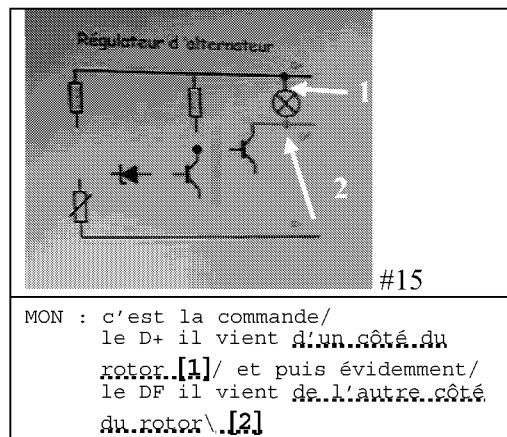 Régulateur d'alternateur
1
2
#15
MON : c'est la commande/
le D+ il vient d'un côté du
rotor [1]/ et puis évidemment/
le DF il vient de l'autre côté
du rotor\ [2]